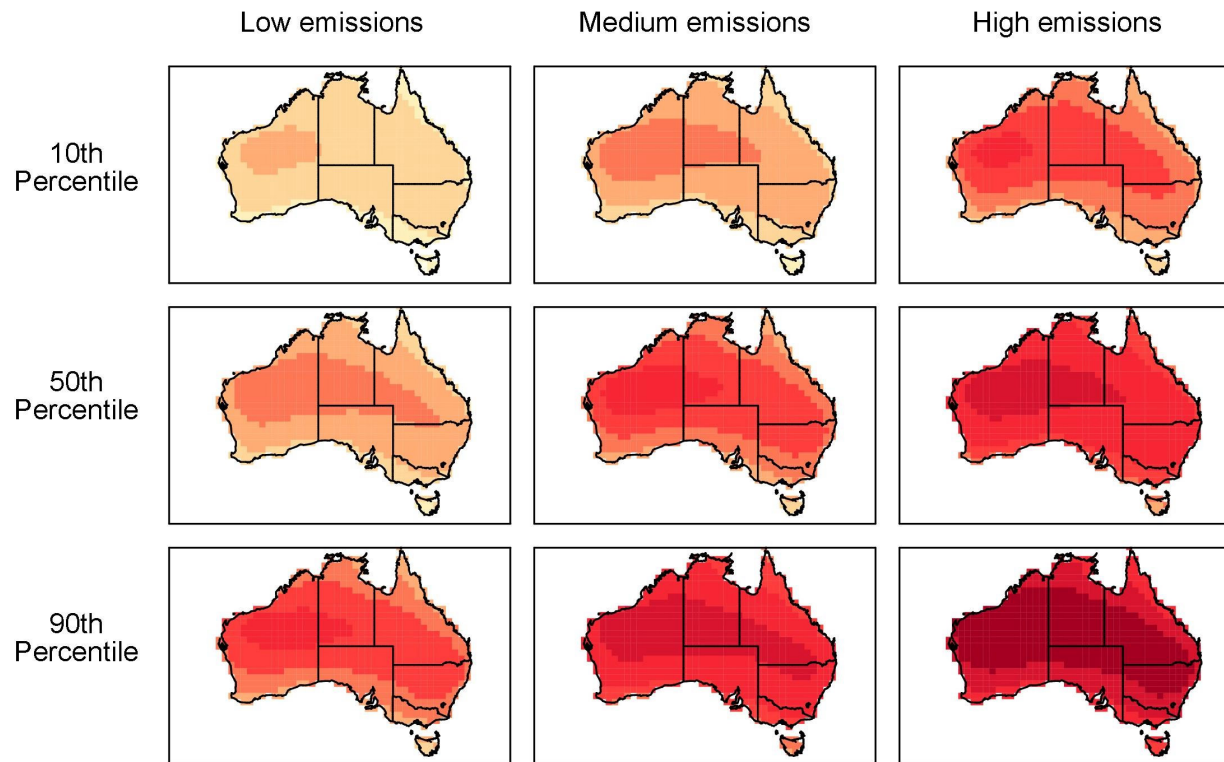 Low emissions
Medium emissions
High emissions
10th
Percentile
50th
Percentile
90th
Percentile